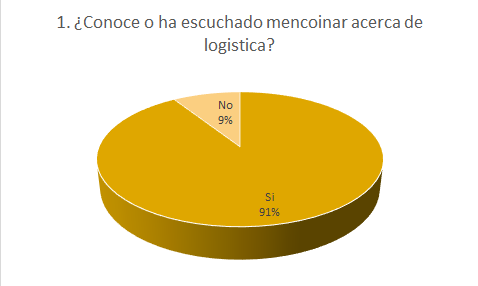 1. ¿Conoce o ha escuchado mencoinar acerca de
logistica?
No
9%
Si
91%